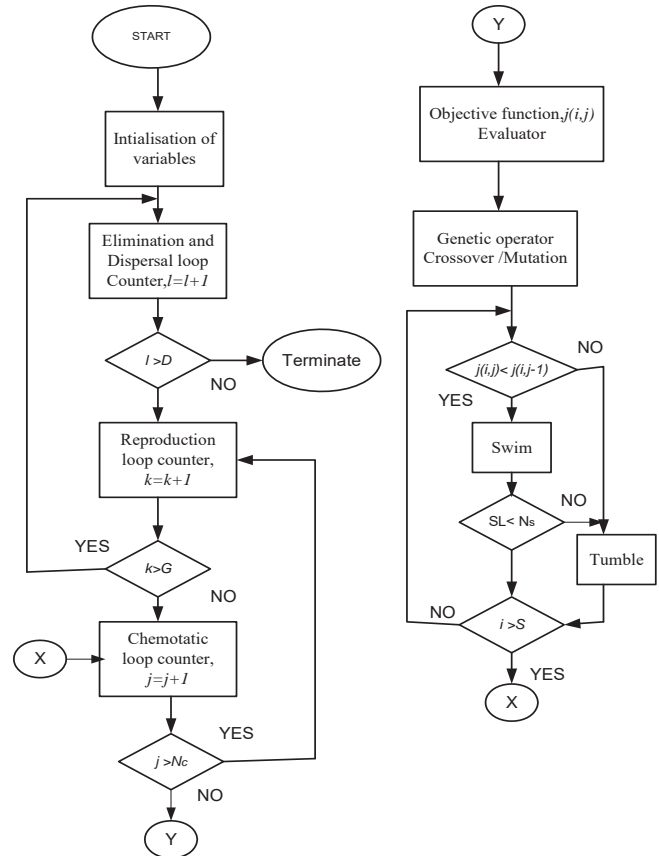 START
Intialisation of
variables
Elimination and
Dispersal loop
Counter,l=l+1
l >D
NO
Terminate
Reproduction
loop counter,
k=k+1
YES
k>G
NO
X
Chemotatic
loop counter,
j=j+1
YES
j >Nc
NO
Y
Y
Objective function,j(i,j)
Evaluator
Genetic operator
Crossover /Mutation
NO
j(i,j)< j(i,j-1)
YES
Swim
NO
SL< Ns
Tumble
NO
i >S
YES
X